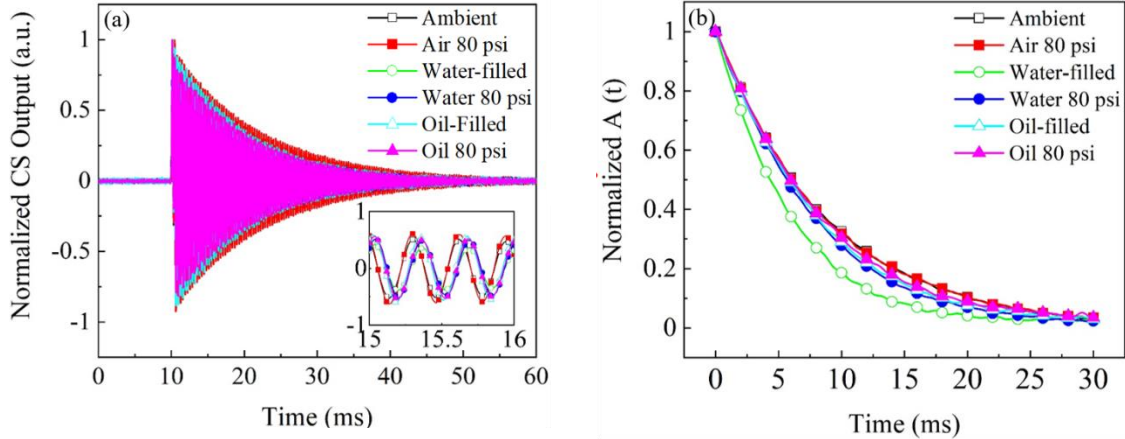 (a)
Ambient
Air 80 psi
Water-filled
Water 80 psi
Oil-Filled
Oil 80 psi
Normalized CS Output (a.u.)
1
0.5
0
-0.5
-1
1
0
-1
15 15.5 16
0 10 20 30 40 50 60
Time (ms)
(b)
Ambient
Air 80 psi
Water-filled
Water 80 psi
Oil-filled
Oil 80 psi
Normalized A (t)
1
0.8
0.6
0.4
0.2
0
0 5 10 15 20 25 30
Time (ms)